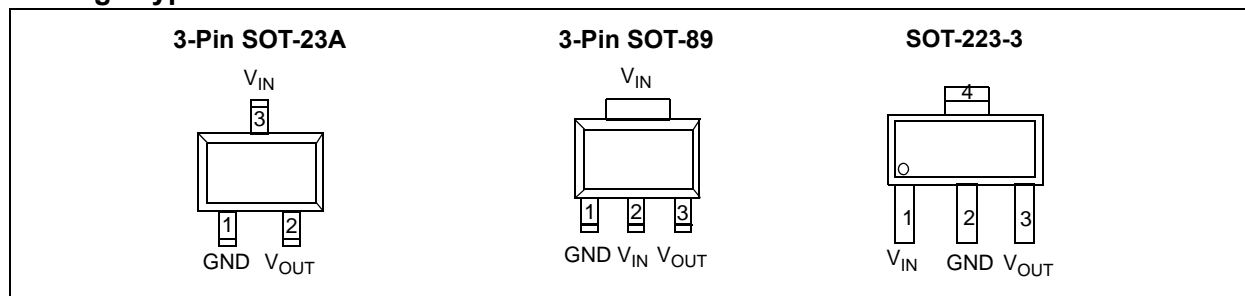 3-Pin SOT-23A
V_IN
3
1
2
GND V_OUT
3-Pin SOT-89
V_IN
1
2
3
GND V_IN V_OUT
SOT-223-3
4
1
2
3
V_IN GND V_OUT